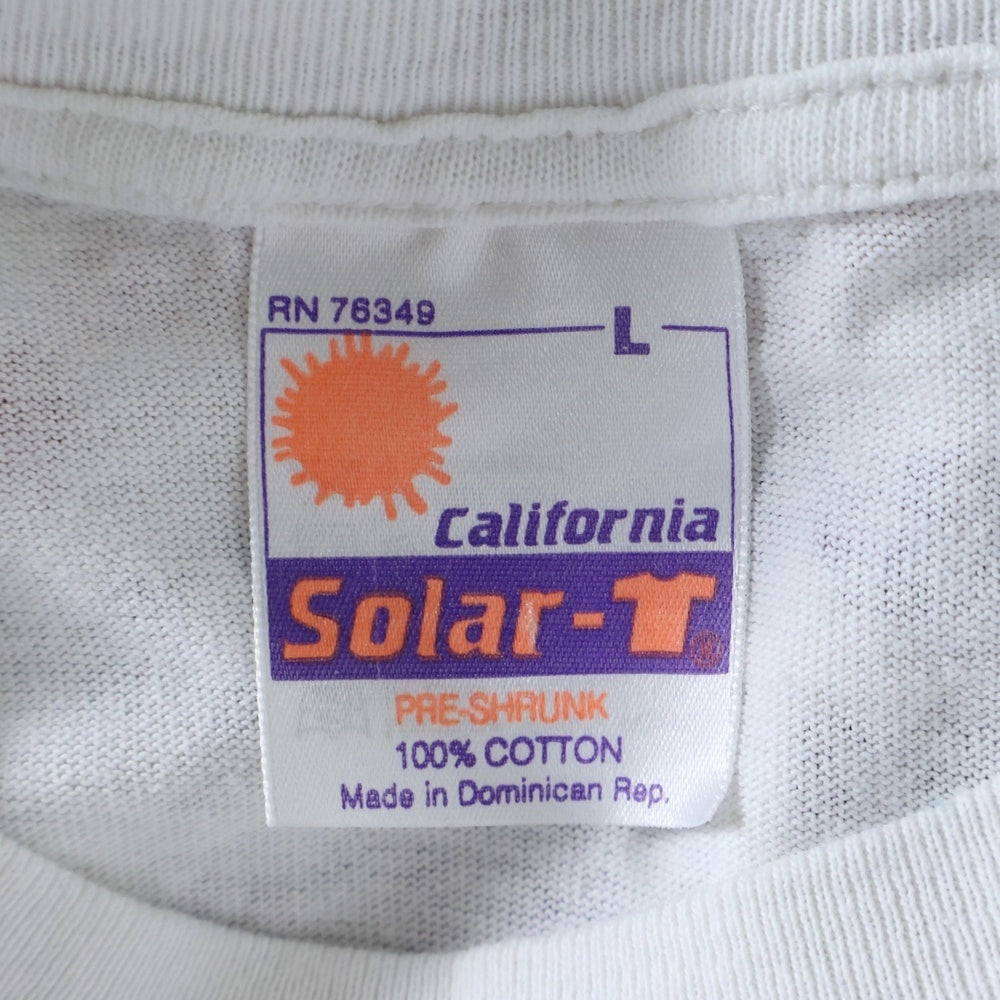 RN 76349
L
California
Solar-T®
PRE-SHRUNK
100% COTTON
Made in Dominican Rep.